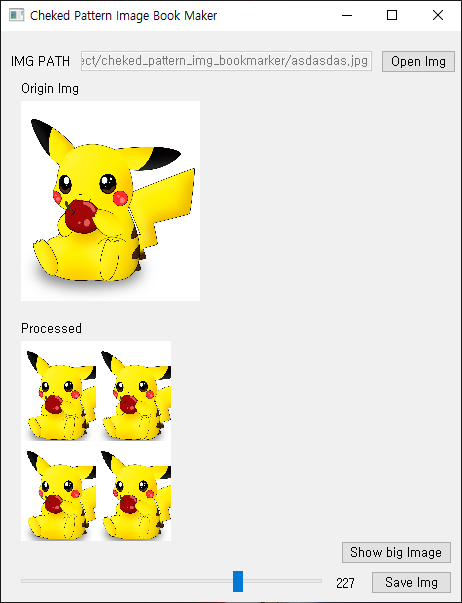 Cheked Pattern Image Book Maker
IMG PATH ect/cheked_pattern_img_bookmarker/asdasdas.jpg Open Img
Origin Img
Processed
Show big Image
227 Save Img